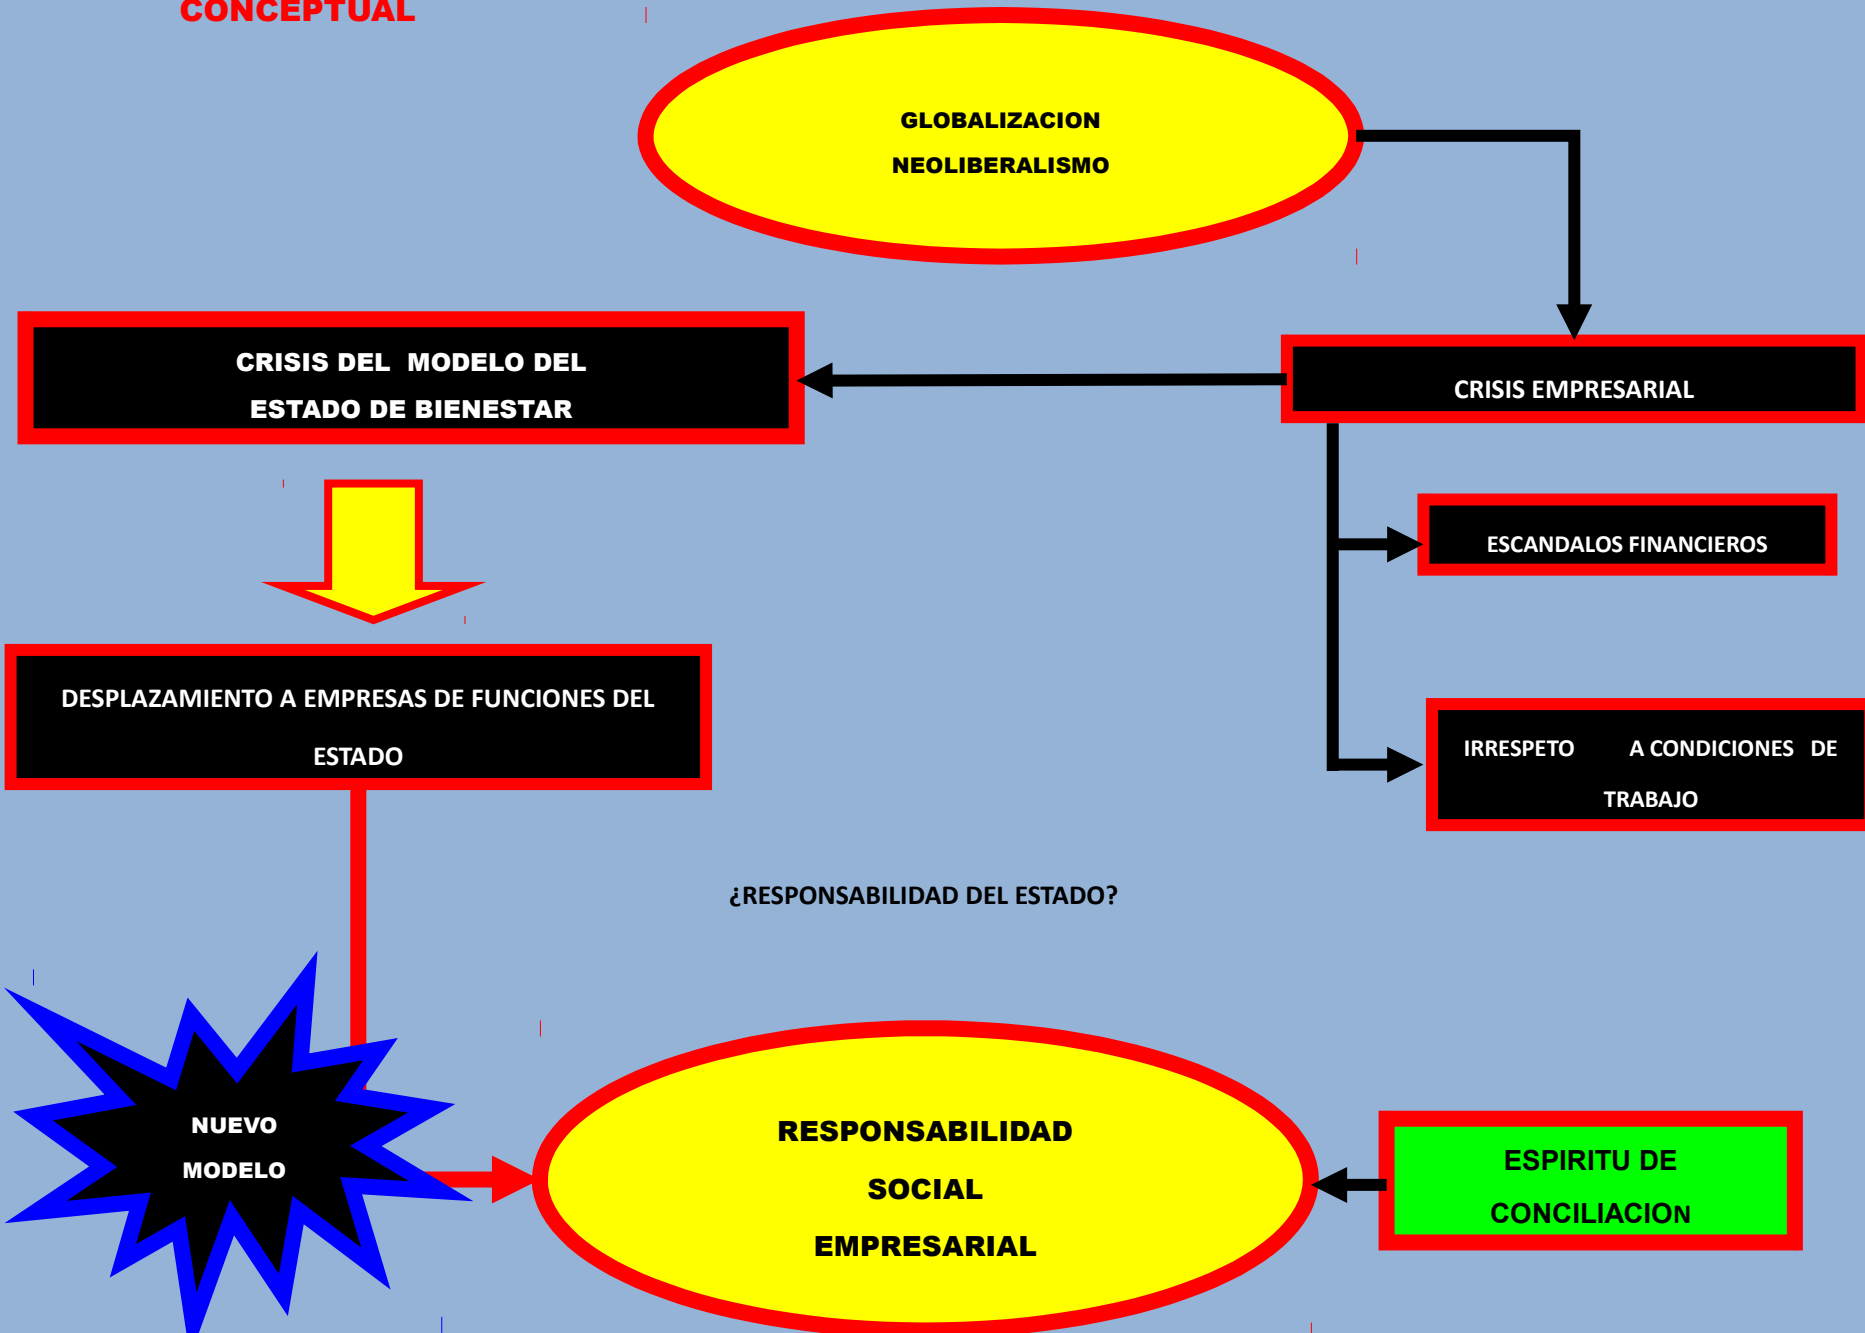 CONCEPTUAL
GLOBALIZACION
NEOLIBERALISMO
CRISIS DEL MODELO DEL
ESTADO DE BIENESTAR
CRISIS EMPRESARIAL
ESCANDALOS FINANCIEROS
DESPLAZAMIENTO A EMPRESAS DE FUNCIONES DEL
ESTADO
IRRESPETO A CONDICIONES DE
TRABAJO
¿RESPONSABILIDAD DEL ESTADO?
NUEVO
MODELO
RESPONSABILIDAD
SOCIAL
EMPRESARIAL
ESPIRITU DE
CONCILIACION